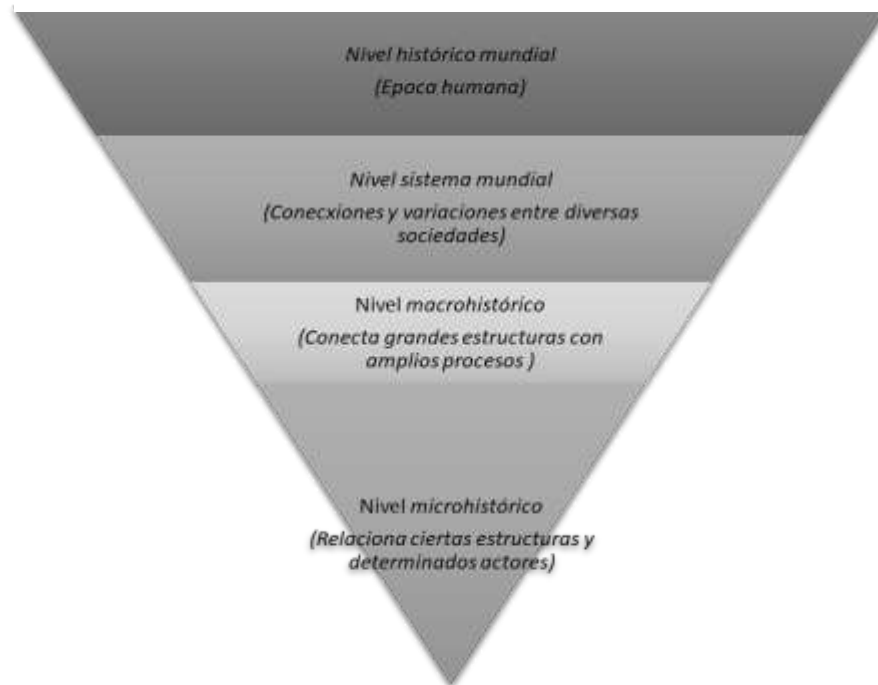 Nivel histórico mundial
(Epoca humana)
Nivel sistema mundial
(Conecxiones y variaciones entre diversas
sociedades)
Nivel macrohistórico
(Conecta grandes estructuras con
amplios procesos )
Nivel microhistórico
(Relaciona ciertas estructuras y
determinados actores)